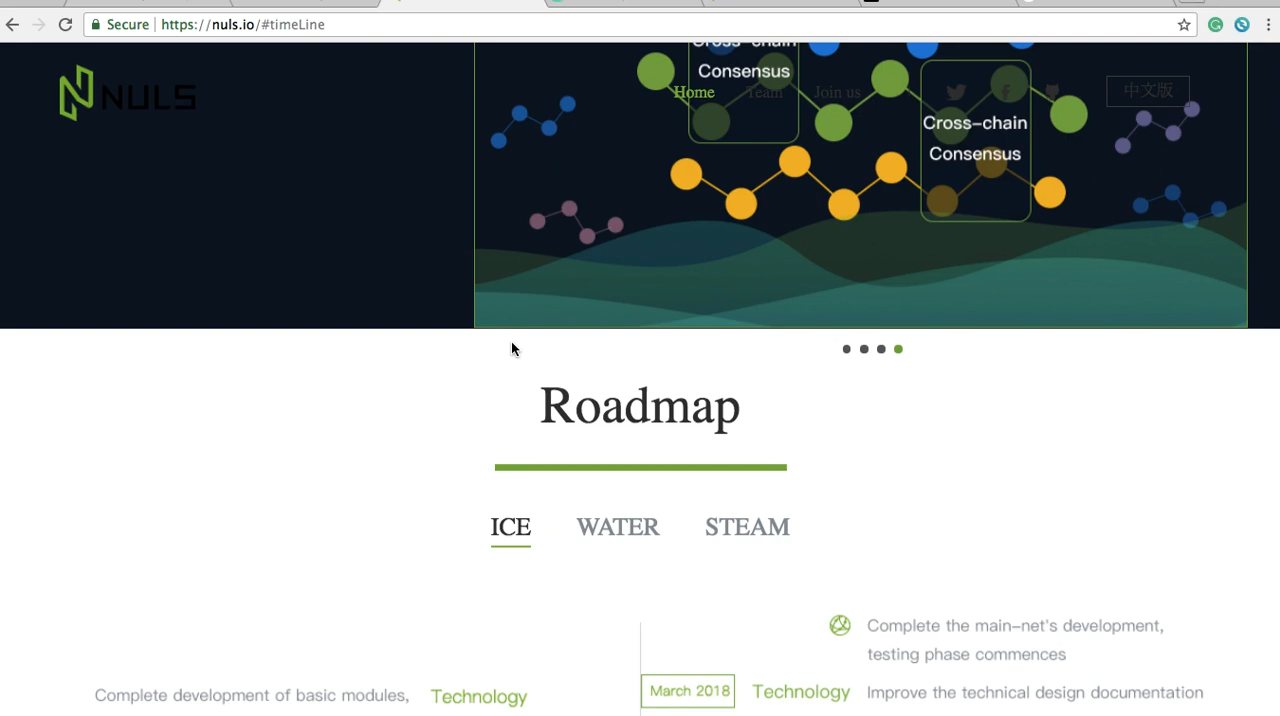 Secure https://nuls.io/#timeLine
NULS
Home Team Join us 中文版
Cross-chain
Consensus
Cross-chain
Consensus
Roadmap
ICE WATER STEAM
Complete the main-net's development,
testing phase commences
Complete development of basic modules, Technology
March 2018 Technology Improve the technical design documentation